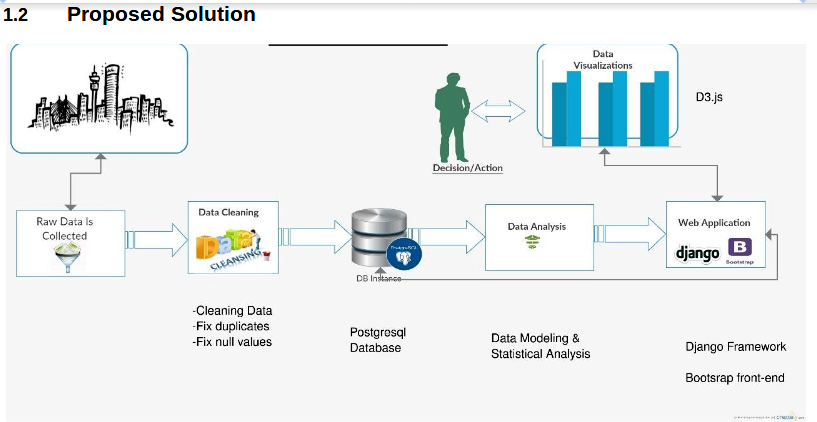 1.2 Proposed Solution
Data
Visualizations
D3.js
Decision/Action
Raw Data Is
Collected
Data Cleaning
Data
CLEANSING
PostgreSQL
DB Instance
Data Analysis
Web Application
django
B
Bootstrap
-Cleaning Data
-Fix duplicates
-Fix null values
Postgresql
Database
Data Modeling &
Statistical Analysis
Django Framework
Bootsrap front-end